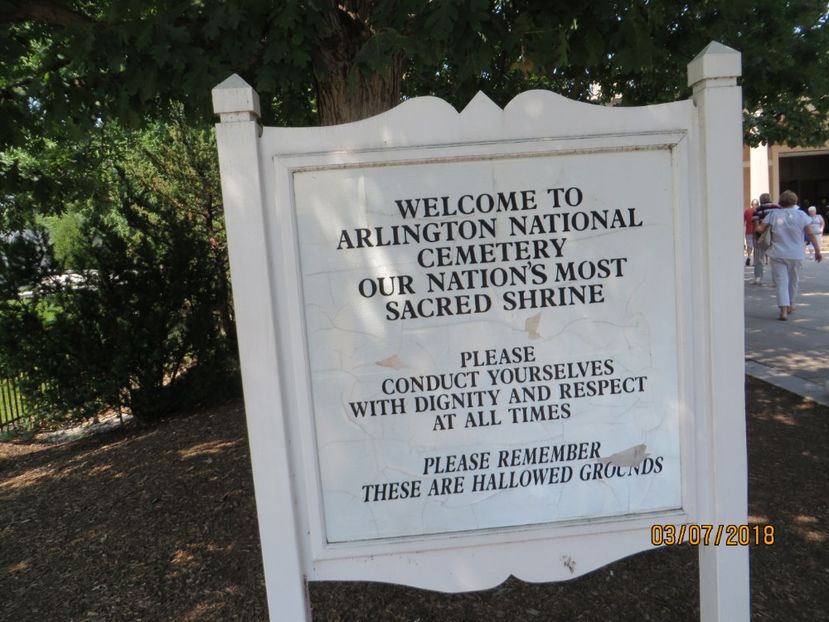 WELCOME TO
ARLINGTON NATIONAL
CEMETERY
OUR NATION'S MOST
SACRED SHRINE
PLEASE
CONDUCT YOURSELVES
WITH DIGNITY AND RESPECT
AT ALL TIMES
PLEASE REMEMBER
THESE ARE HALLOWED GROUNDS
03/07/2018